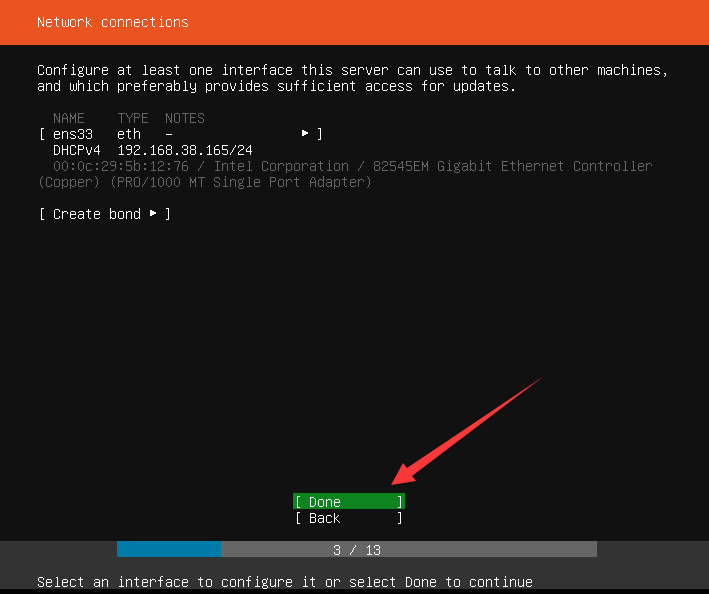 Network connections
Configure at least one interface this server can use to talk to other machines,
and which preferably provides sufficient access for updates.
NAME TYPE NOTES
[ ens33 eth – ▸ ]
DHCPv4 192.168.38.165/24
00:0c:29:5b:12:76 / Intel Corporation / 82545EM Gigabit Ethernet Controller
(Copper) (PRO/1000 MT Single Port Adapter)
[ Create bond ▸ ]
[ Done ]
[ Back ]
3 / 13
Select an interface to configure it or select Done to continue